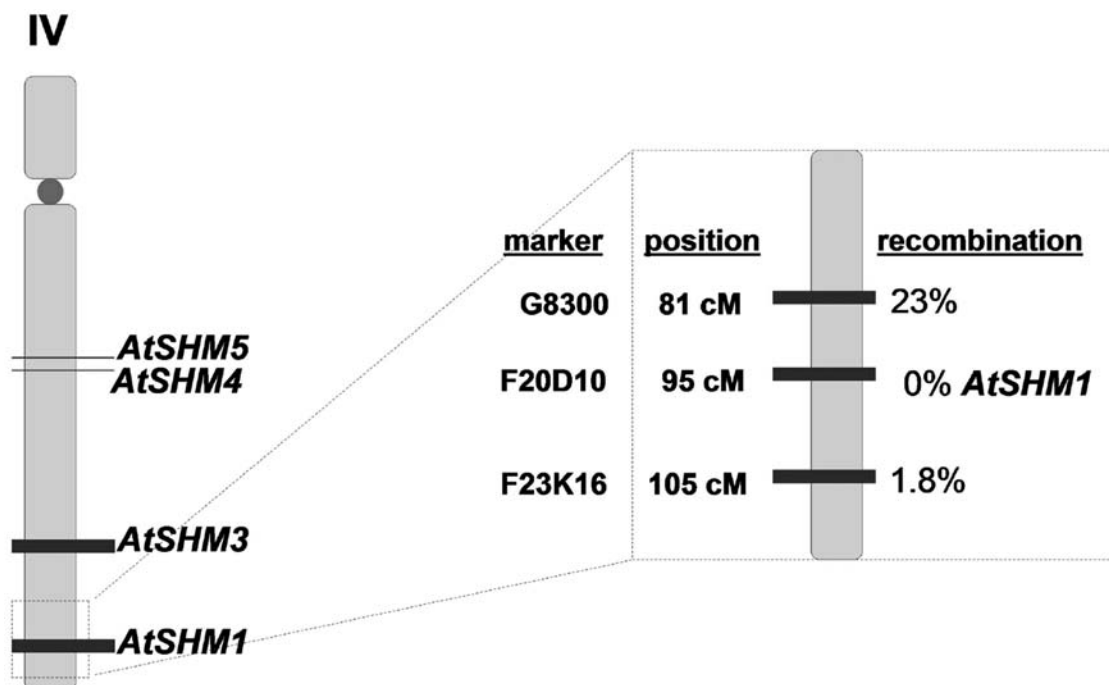 IV
AtSHM5
AtSHM4
AtSHM3
AtSHM1
marker position recombination
G8300 81 cM 23%
F20D10 95 cM 0% AtSHM1
F23K16 105 cM 1.8%